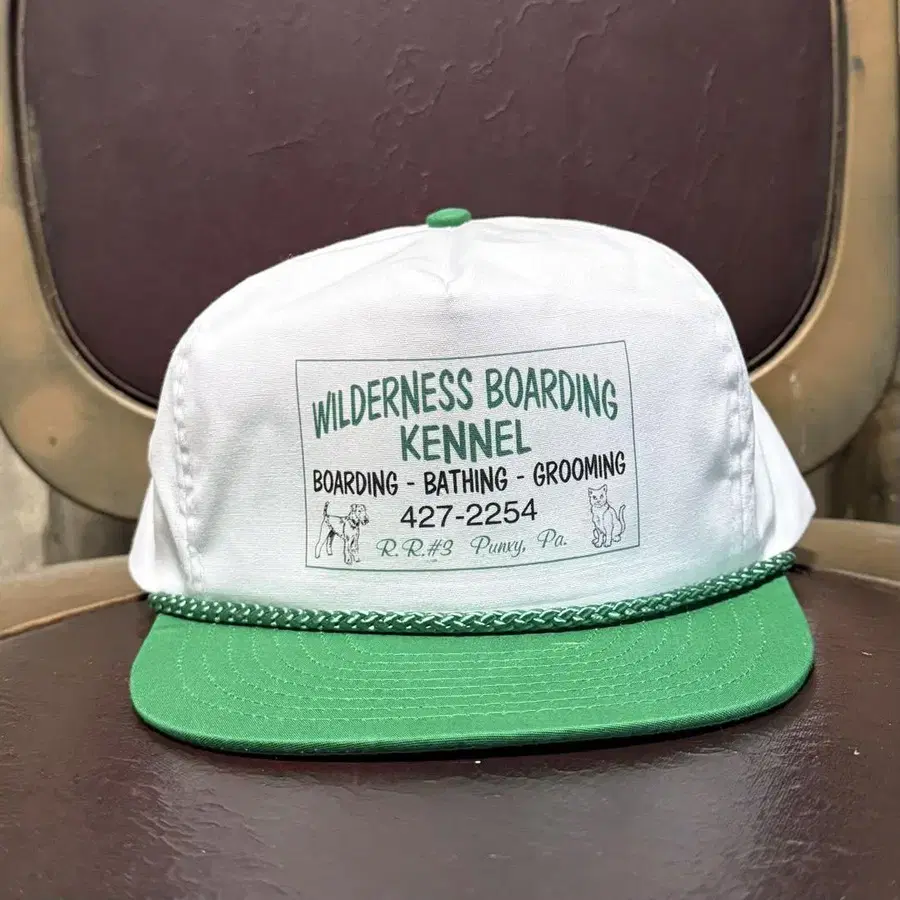 WILDERNESS BOARDING
KENNEL
BOARDING - BATHING - GROOMING
427-2254
R.R.#3 Punxy, Pa.